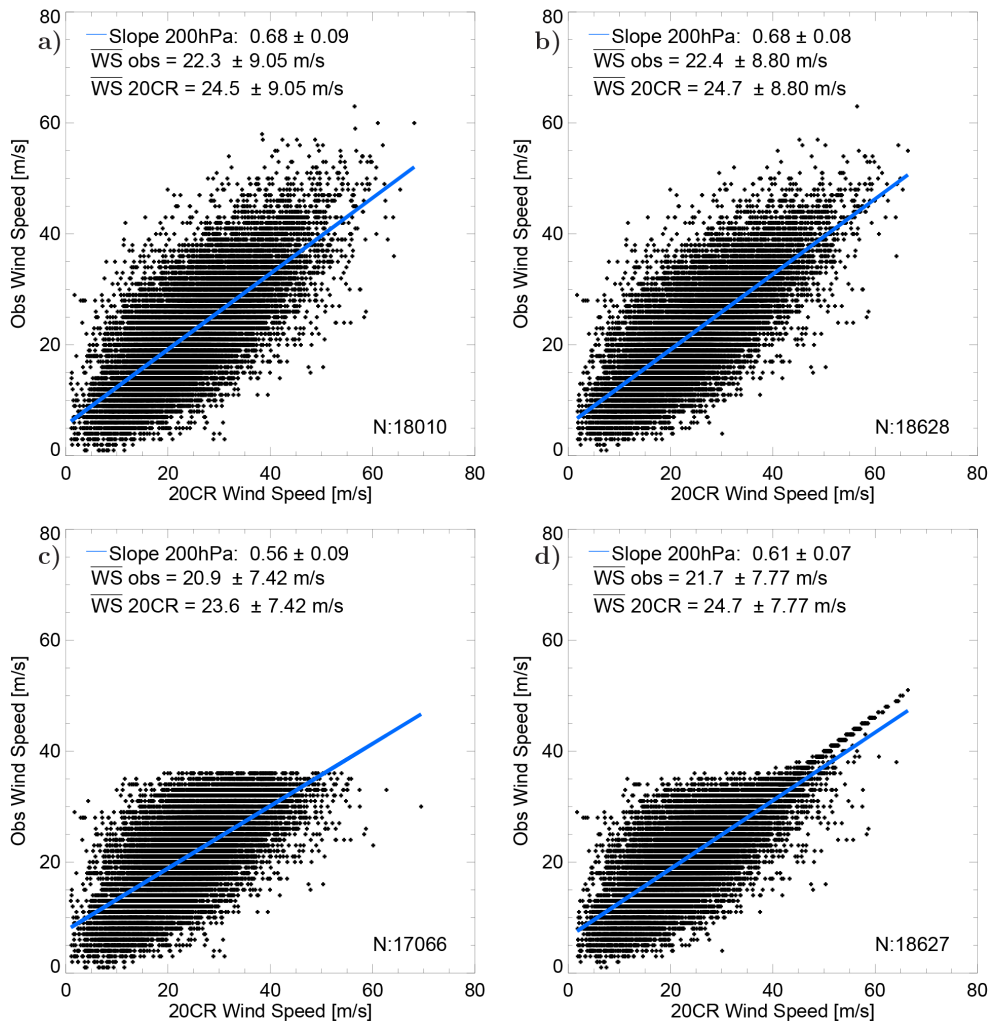 a)
Slope 200hPa: 0.68 ± 0.09
WS obs = 22.3 ± 9.05 m/s
WS 20CR = 24.5 ± 9.05 m/s
80
60
40
20
0
Obs Wind Speed [m/s]
N:18010
0 20 40 60 80
20CR Wind Speed [m/s]
b)
Slope 200hPa: 0.68 ± 0.08
WS obs = 22.4 ± 8.80 m/s
WS 20CR = 24.7 ± 8.80 m/s
80
60
40
20
0
Obs Wind Speed [m/s]
N:18628
0 20 40 60 80
20CR Wind Speed [m/s]
c)
Slope 200hPa: 0.56 ± 0.09
WS obs = 20.9 ± 7.42 m/s
WS 20CR = 23.6 ± 7.42 m/s
80
60
40
20
0
Obs Wind Speed [m/s]
N:17066
0 20 40 60 80
20CR Wind Speed [m/s]
d)
Slope 200hPa: 0.61 ± 0.07
WS obs = 21.7 ± 7.77 m/s
WS 20CR = 24.7 ± 7.77 m/s
80
60
40
20
0
Obs Wind Speed [m/s]
N:18627
0 20 40 60 80
20CR Wind Speed [m/s]